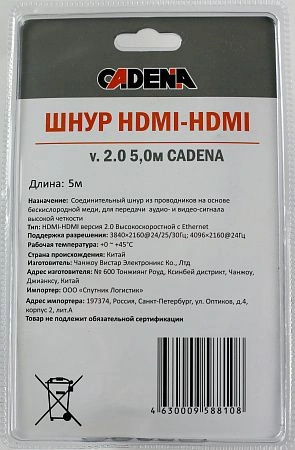 CADENA
ШНУР HDMI-HDMI
v. 2.0 5,0м CADENA
Длина: 5м
Назначение: Соединительный шнур из проводников на основе
бескислородной меди, для передачи аудио- и видео-сигнала
высокой четкости
Тип: HDMI-HDMI версия 2.0 Высокоскоростной с Ethernet
Поддержка разрешения: 3840×2160@24/25/30Гц; 4096×2160@24Гц
Рабочая температура: +0 ~ +45°C
Страна происхождения: Китай
Изготовитель: Чанжоу Вистар Электроникс Ко., Лтд
Адрес изготовителя: № 600 Тонжиинг Роуд, Ксинбей дистрикт, Чанжоу,
Джиангсу, Китай
Импортер: ООО «Спутник Логистик»
Адрес импортера: 197374, Россия, Санкт-Петербург, ул. Оптиков, д.4,
корпус 2, лит.А
Товар не подлежит обязательной сертификации
4 630009 588108